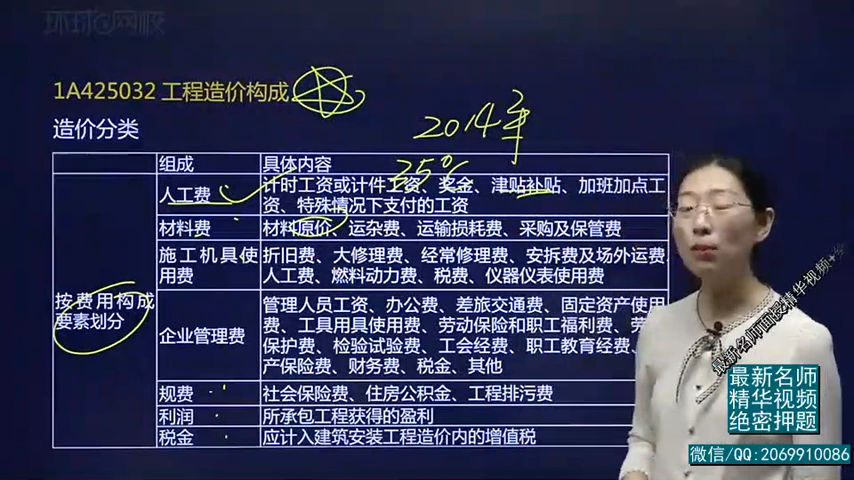 环球网校
1A425032 工程造价构成
造价分类
2014年
25℃
组成
具体内容
人工费
计时工资或计件工资、奖金、津贴补贴、加班加点工
资、特殊情况下支付的工资
材料费
材料原价、运杂费、运输损耗费、采购及保管费
施工机具使
用费
折旧费、大修理费、经常修理费、安拆费及场外运费、
人工费、燃料动力费、税费、仪器仪表使用费
按费用构成
要素划分
企业管理费
管理人员工资、办公费、差旅交通费、固定资产使用
费、工具用具使用费、劳动保险和职工福利费、劳
保护费、检验试验费、工会经费、职工教育经费、
产保险费、财务费、税金、其他
规费
社会保险费、住房公积金、工程排污费
利润
所承包工程获得的盈利
税金
应计入建筑安装工程造价内的增值税
最新名师面授精华视频+
最新名师
精华视频
绝密押题
微信/QQ:2069910086